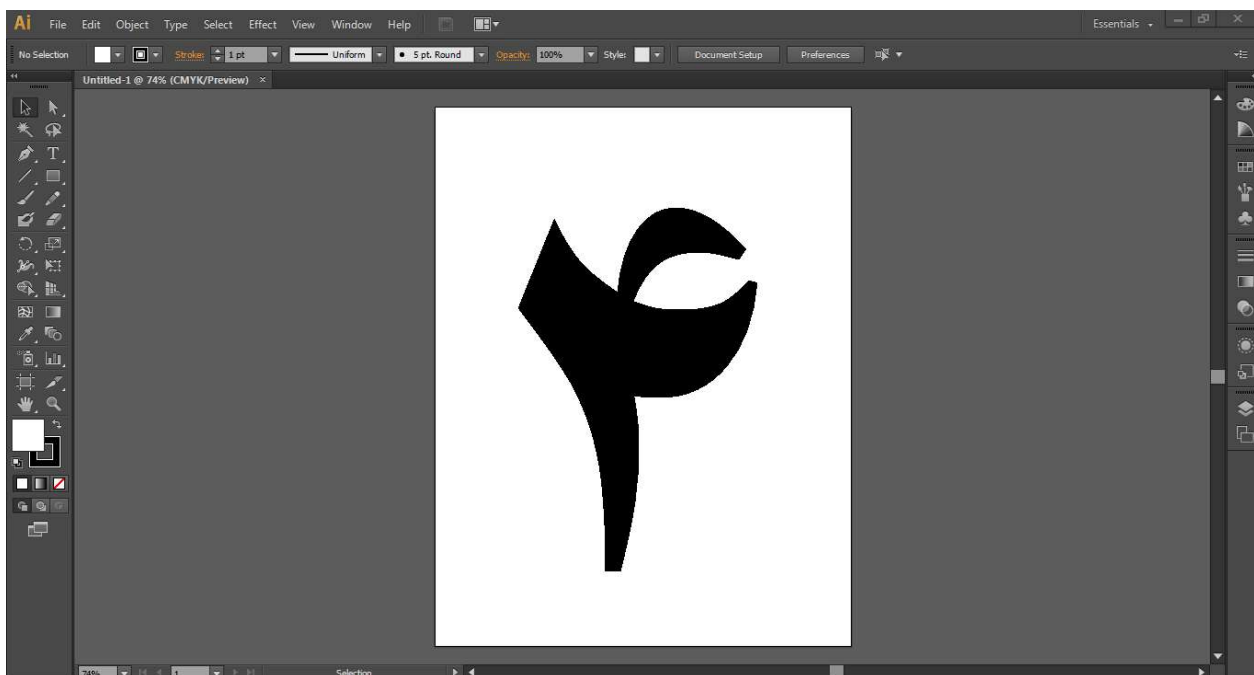 Ai File Edit Object Type Select Effect View Window Help Essentials
No Selection Stroke: 1 pt Uniform 5 pt. Round Opacity: 100% Style: Document Setup Preferences
Untitled-1 @ 74% (CMYK/Preview) ×
۴
74% 1 Selection